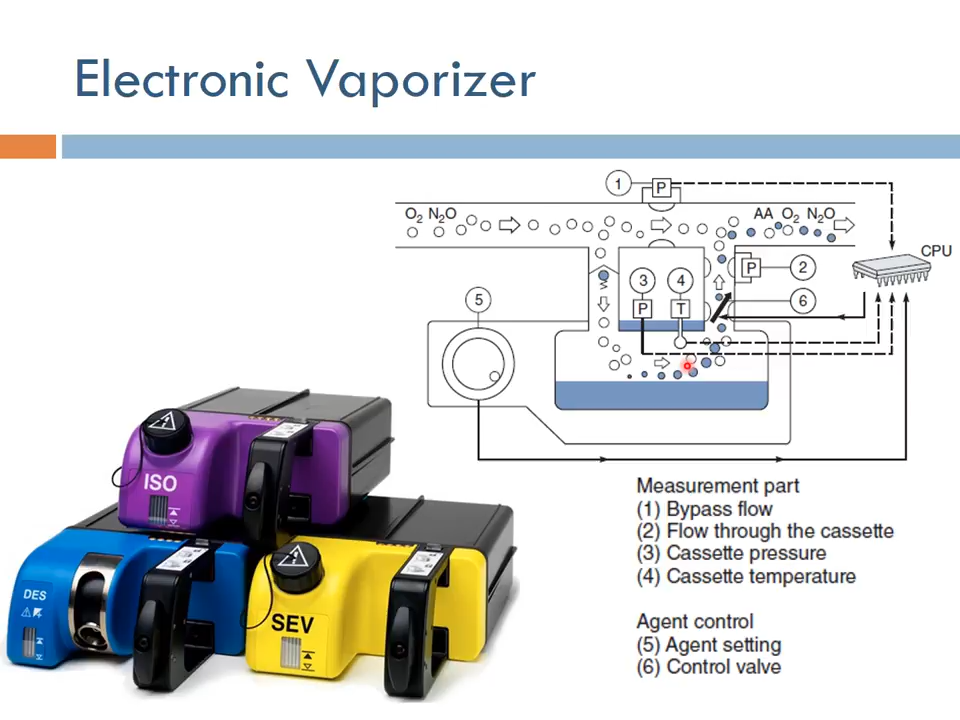 Electronic Vaporizer
1 P
O₂ N₂O
AA O₂ N₂O
CPU
P 2
3 4
5
6
P T
ISO
DES
SEV
Measurement part
(1) Bypass flow
(2) Flow through the cassette
(3) Cassette pressure
(4) Cassette temperature
Agent control
(5) Agent setting
(6) Control valve